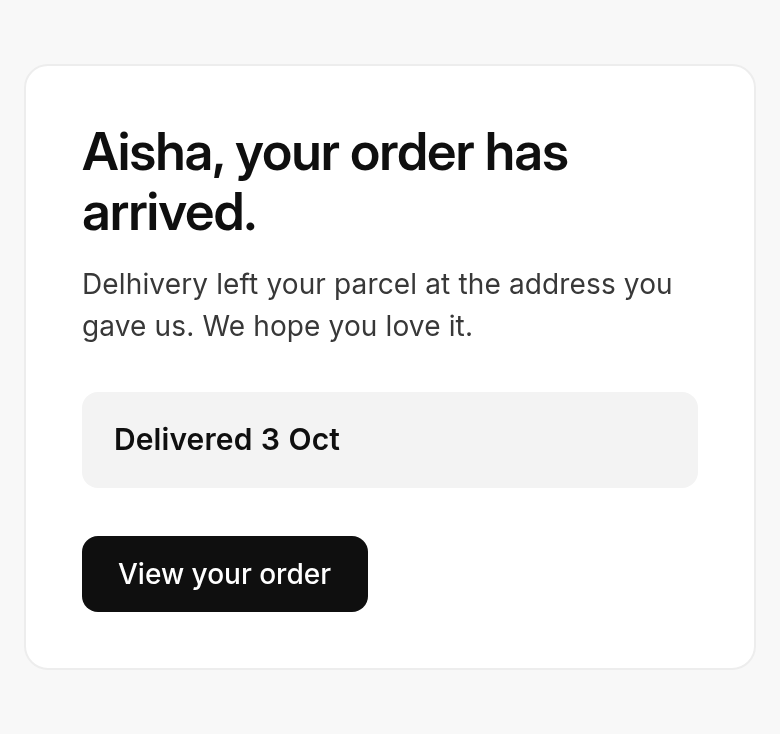 Aisha, your order has
arrived.
Delhivery left your parcel at the address you
gave us. We hope you love it.
Delivered 3 Oct
View your order